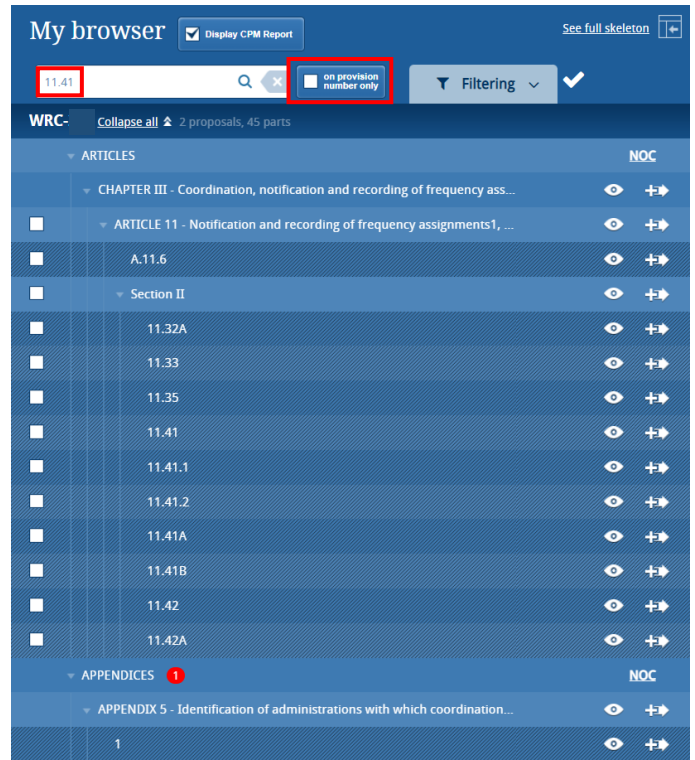 My browser Display CPM Report See full skeleton
11.41 on provision number only Filtering
WRC- Collapse all 2 proposals, 45 parts
ARTICLES NOC
CHAPTER III - Coordination, notification and recording of frequency ass...
ARTICLE 11 - Notification and recording of frequency assignments1, ...
A.11.6
Section II
11.32A
11.33
11.35
11.41
11.41.1
11.41.2
11.41A
11.41B
11.42
11.42A
APPENDICES 1 NOC
APPENDIX 5 - Identification of administrations with which coordination...
1